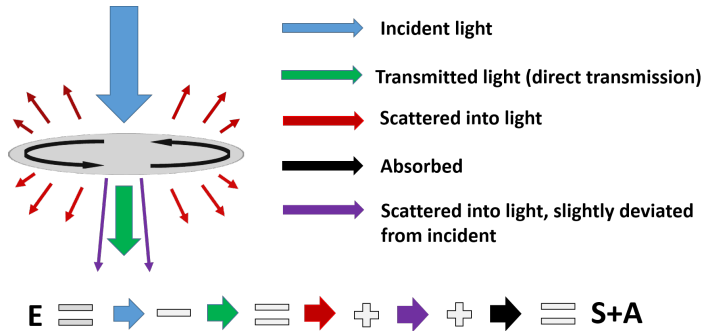 Incident light
Transmitted light (direct transmission)
Scattered into light
Absorbed
Scattered into light, slightly deviated
from incident
E = - = + + = S+A